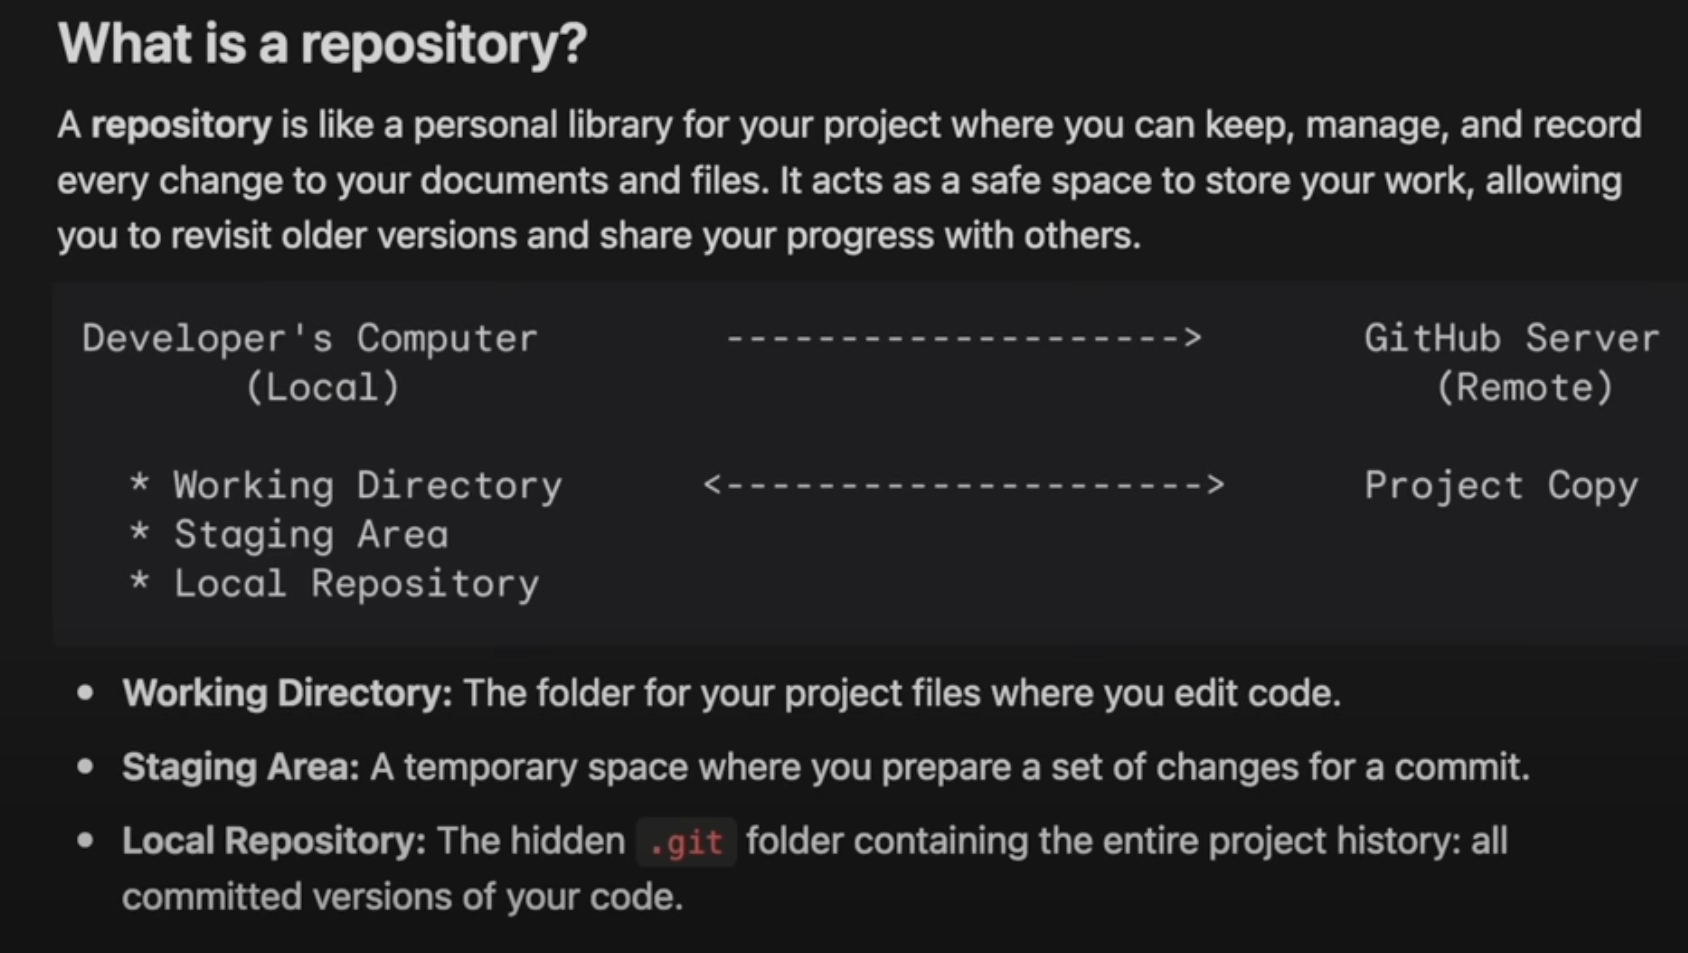 What is a repository?
A repository is like a personal library for your project where you can keep, manage, and record
every change to your documents and files. It acts as a safe space to store your work, allowing
you to revisit older versions and share your progress with others.
Developer's Computer -------------------> GitHub Server
(Local) (Remote)
* Working Directory <---------------------> Project Copy
* Staging Area
* Local Repository
• Working Directory: The folder for your project files where you edit code.
• Staging Area: A temporary space where you prepare a set of changes for a commit.
• Local Repository: The hidden .git folder containing the entire project history: all
committed versions of your code.